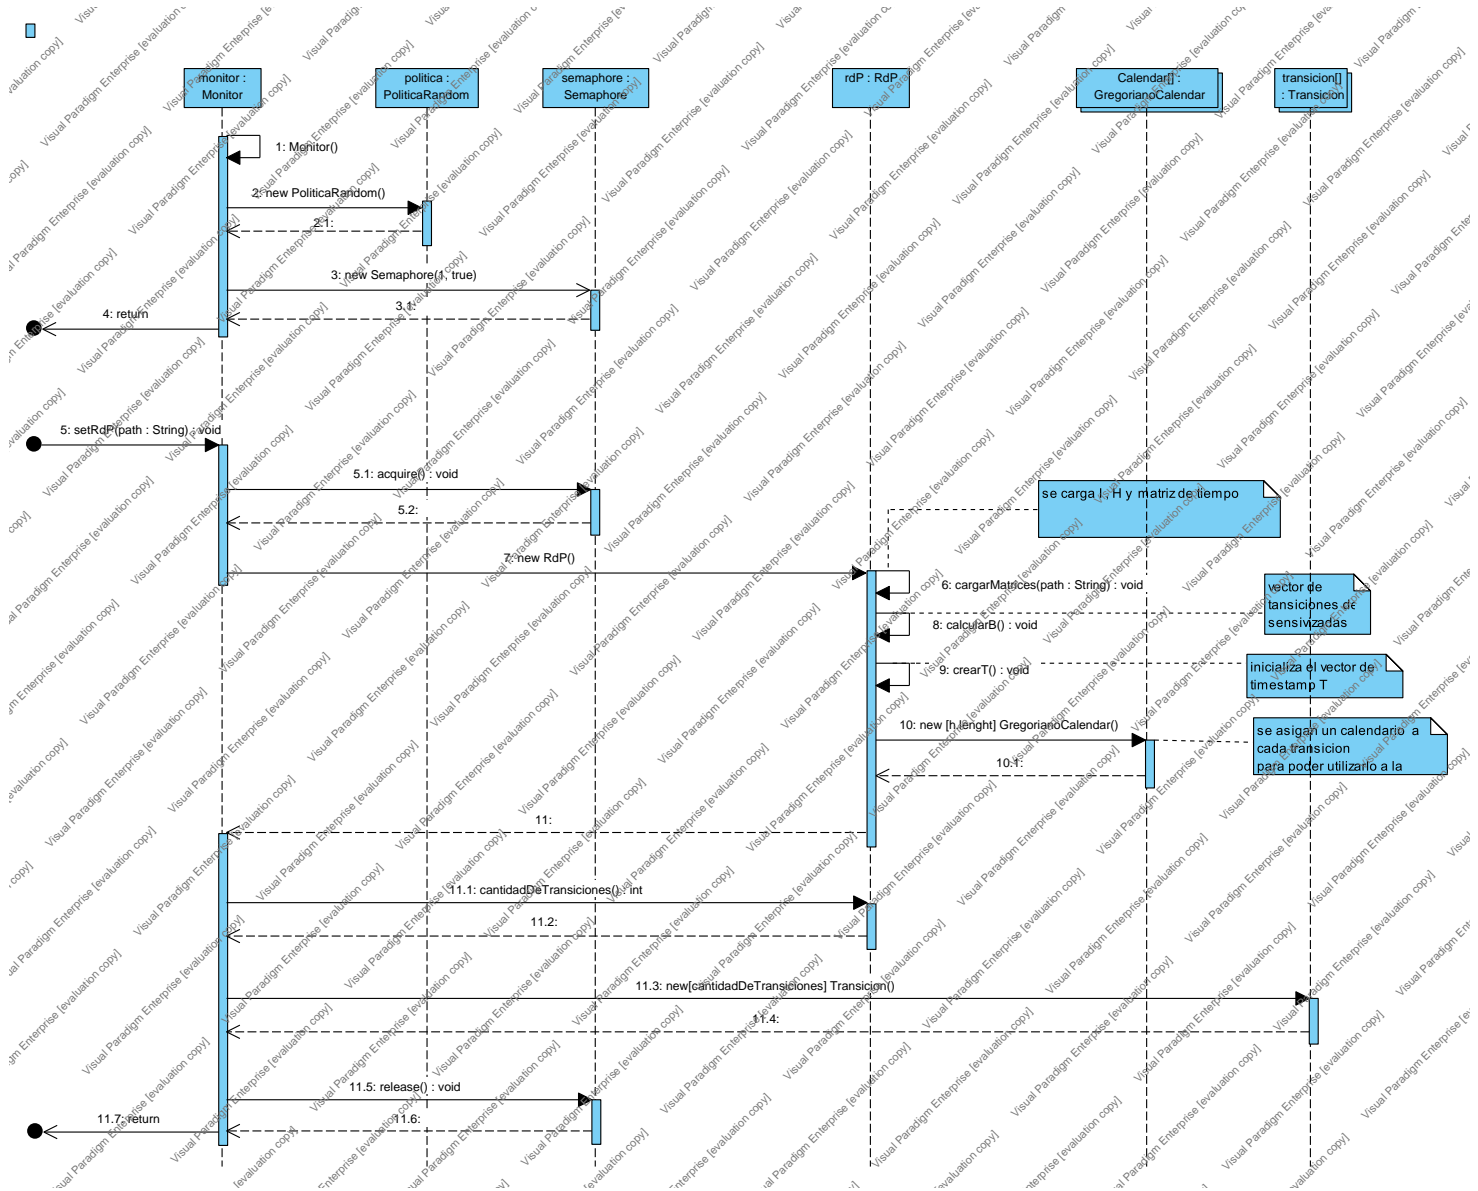 monitor :
Monitor
politica :
PoliticaRandom
semaphore :
Semaphore
rdP : RdP
Calendar[] :
GregorianoCalendar
transicion[]
: Transicion
1: Monitor()
2: new PoliticaRandom()
2.1:
3: new Semaphore(1, true)
3.1:
4: return
5: setRdP(path : String) : void
5.1: acquire() : void
5.2:
se carga I, H y matriz de tiempo
7: new RdP()
6: cargarMatrices(path : String) : void
vector de
tansiciones de
sensivizadas
8: calcularB() : void
9: crearT() : void
inicializa el vector de
timestamp T
10: new [h.lenght] GregorianoCalendar()
se asigan un calendario a
cada transicion
para poder utilizarlo a la
10.1:
11:
11.1: cantidadDeTransiciones() : int
11.2:
11.3: new[cantidadDeTransiciones] Transicion()
11.4:
11.5: release() : void
11.6:
11.7: return
Visual Paradigm Enterprise [evaluation copy]